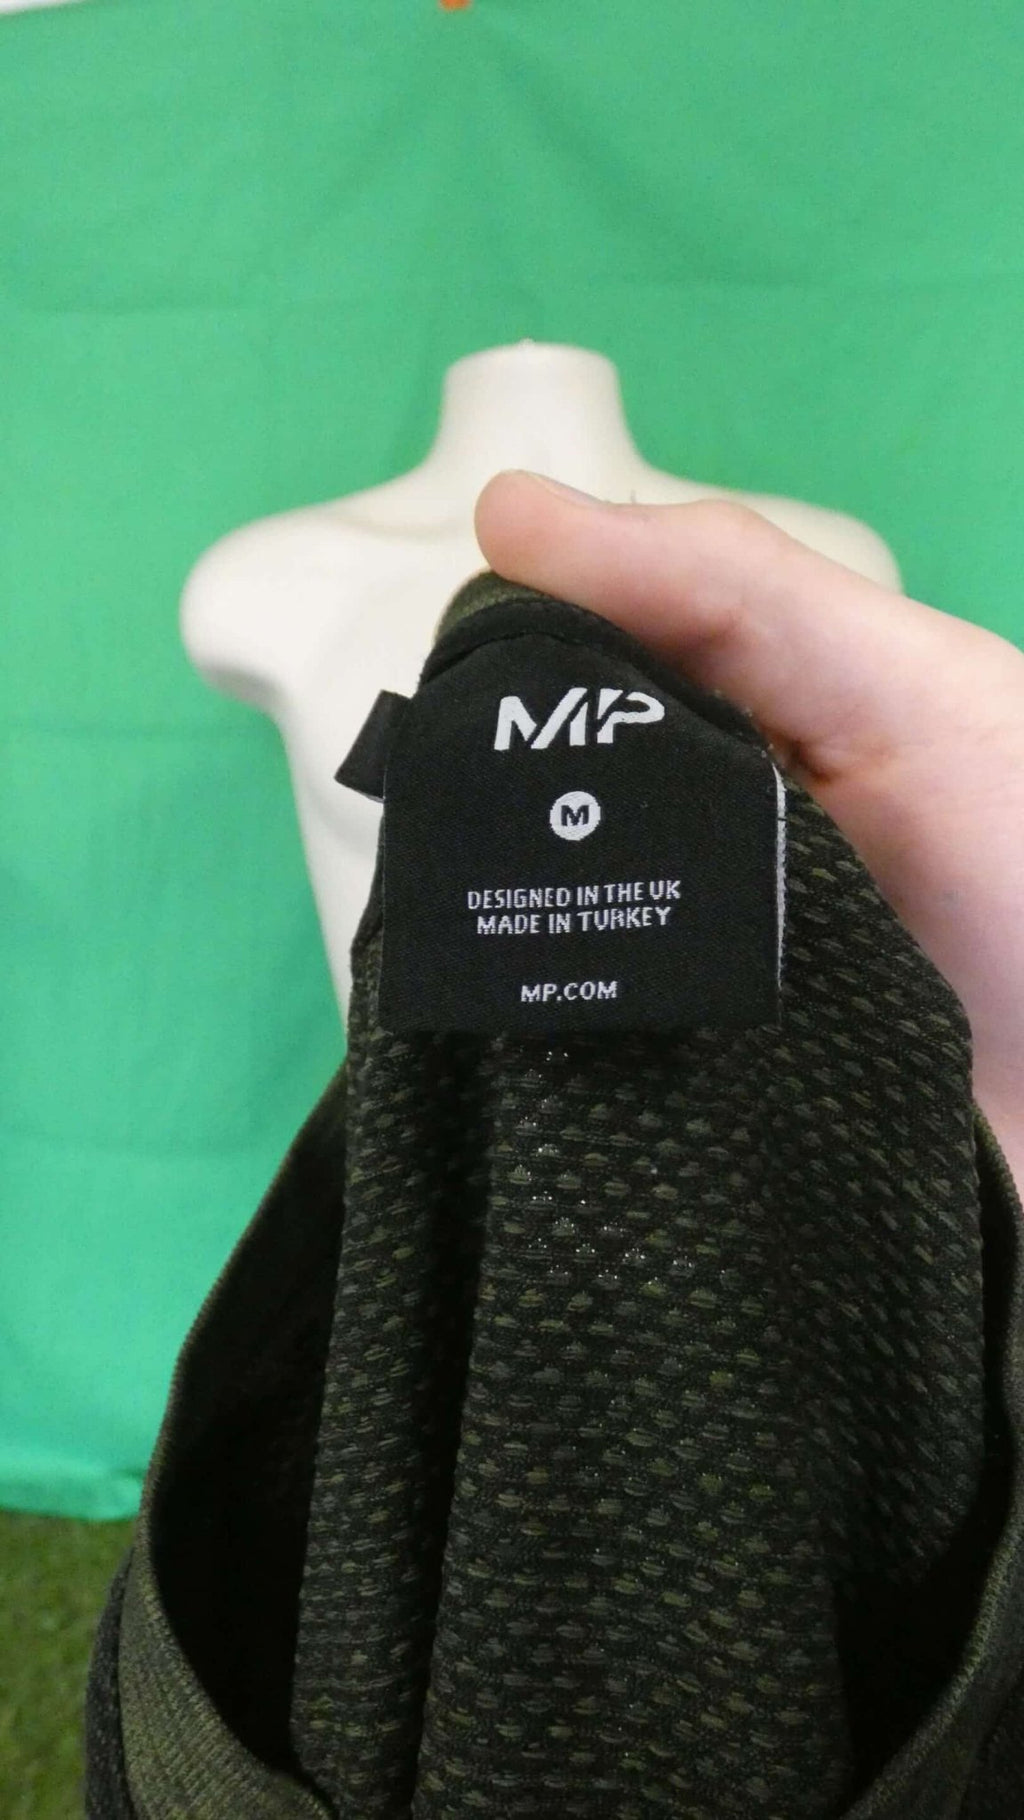 MP
M
DESIGNED IN THE UK
MADE IN TURKEY
MP.COM